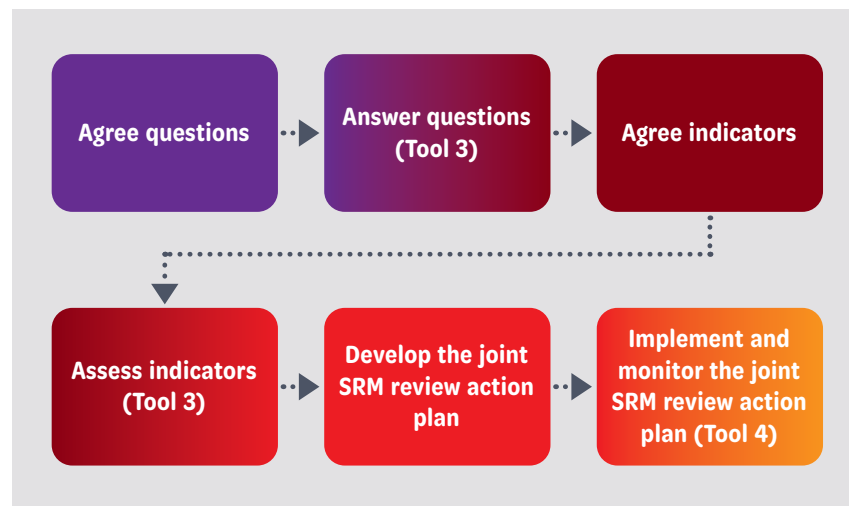 Agree questions
Answer questions
(Tool 3)
Agree indicators
Assess indicators
(Tool 3)
Develop the joint
SRM review action
plan
Implement and
monitor the joint
SRM review action
plan (Tool 4)